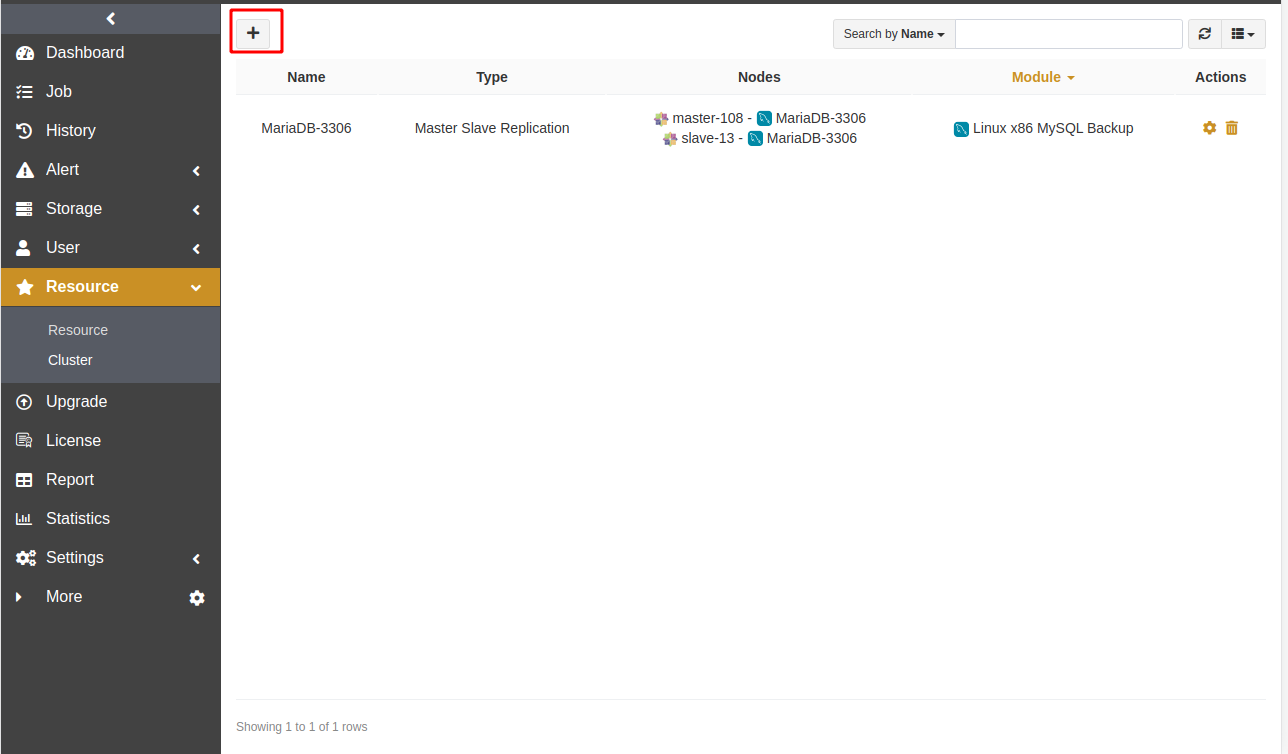 Dashboard
Job
History
Alert
Storage
User
Resource
Resource
Cluster
Upgrade
License
Report
Statistics
Settings
More
Search by Name
Name Type Nodes Module Actions
MariaDB-3306 Master Slave Replication master-108 - MariaDB-3306 Linux x86 MySQL Backup
slave-13 - MariaDB-3306
Showing 1 to 1 of 1 rows